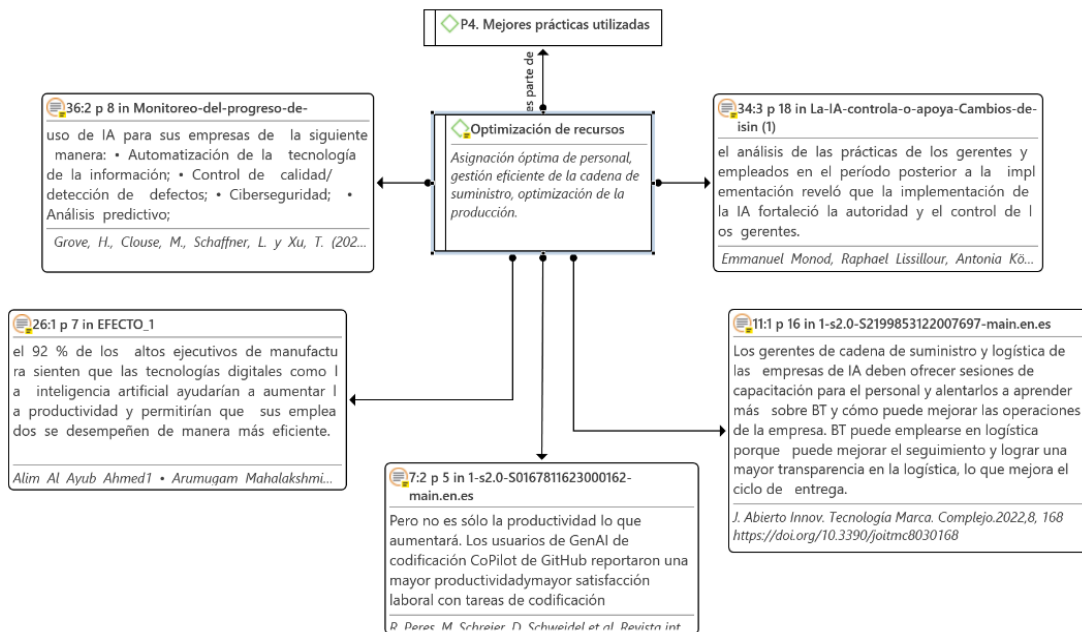 P4. Mejores prácticas utilizadas
es parte de
36:2 p 8 in Monitoreo-del-progreso-de-
uso de IA para sus empresas de la siguiente
manera: • Automatización de la tecnología
de la información; • Control de calidad/
detección de defectos; • Ciberseguridad; •
Análisis predictivo;
Grove, H., Clouse, M., Schaffner, L. y Xu, T. (202...
Optimización de recursos
Asignación óptima de personal,
gestión eficiente de la cadena de
suministro, optimización de la
producción.
34:3 p 18 in La-IA-controla-o-apoya-Cambios-de-
isin (1)
el análisis de las prácticas de los gerentes y
empleados en el período posterior a la impl
ementación reveló que la implementación de
la IA fortaleció la autoridad y el control de l
os gerentes.
Emmanuel Monod, Raphael Lissillour, Antonia Kö...
26:1 p 7 in EFECTO_1
el 92 % de los altos ejecutivos de manufactu
ra sienten que las tecnologías digitales como l
a inteligencia artificial ayudarían a aumentar l
a productividad y permitirían que sus emplea
dos se desempeñen de manera más eficiente.
Alim Al Ayub Ahmed1 • Arumugam Mahalakshmi...
11:1 p 16 in 1-s2.0-S2199853122007697-main.en.es
Los gerentes de cadena de suministro y logística de
las empresas de IA deben ofrecer sesiones de
capacitación para el personal y alentarlos a aprender
más sobre BT y cómo puede mejorar las operaciones
de la empresa. BT puede emplearse en logística
porque puede mejorar el seguimiento y lograr una
mayor transparencia en la logística, lo que mejora el
ciclo de entrega.
J. Abierto Innov. Tecnología Marca. Complejo.2022,8, 168
https://doi.org/10.3390/joitmc8030168
7:2 p 5 in 1-s2.0-S0167811623000162-
main.en.es
Pero no es sólo la productividad lo que
aumentará. Los usuarios de GenAI de
codificación CoPilot de GitHub reportaron una
mayor productividadymayor satisfacción
laboral con tareas de codificación
R. Peres, M. Schreier, D. Schweidel et al. Revista int